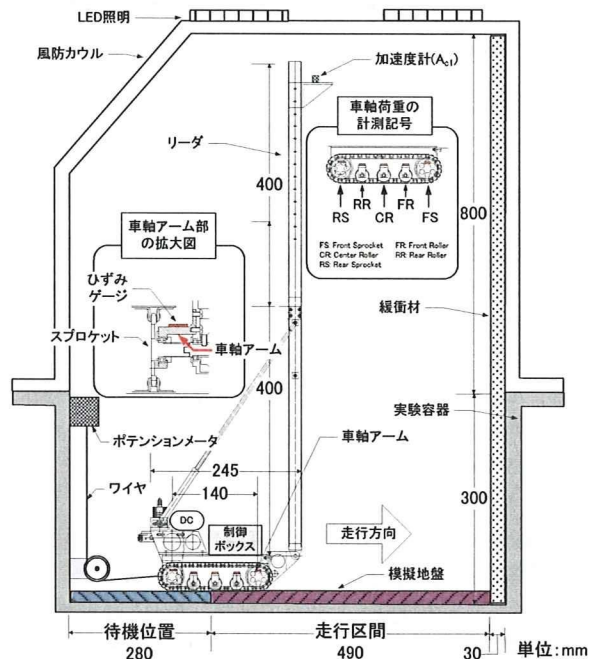 LED照明
風防カウル
加速度計(Ac1)
車軸荷重の
計測記号
リーダ
400
RR
FR
RS
CR
FS
FS: Front Sprocket
FR: Front Roller
CR: Center Roller
RR: Rear Roller
RS: Rear Sprocket
800
車軸アーム部
の拡大図
ひずみ
ゲージ
スプロケット
車軸アーム
緩衝材
400
実験容器
ポテンションメータ
車軸アーム
245
ワイヤ
140
300
DC
制御
ボックス
走行方向
模擬地盤
待機位置
走行区間
280
490
30
単位:mm